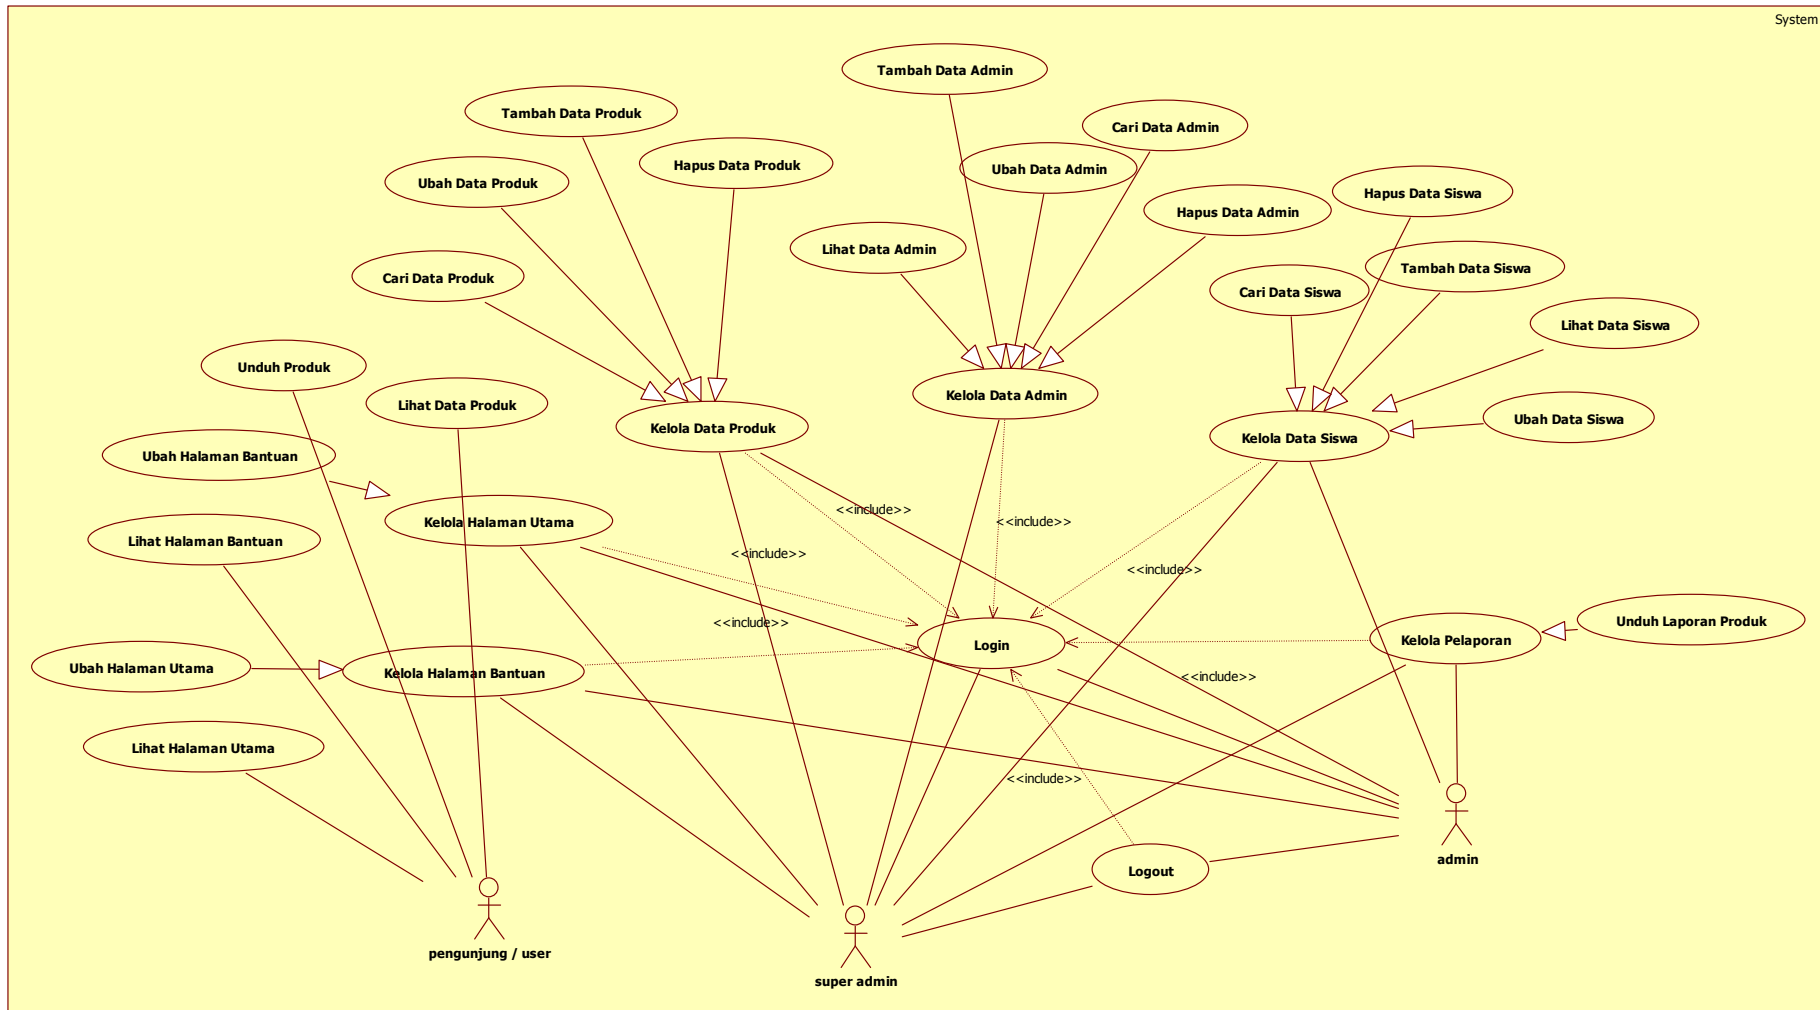 System
Tambah Data Admin
Tambah Data Produk
Cari Data Admin
Hapus Data Produk
Ubah Data Admin
Ubah Data Produk
Hapus Data Siswa
Hapus Data Admin
Lihat Data Admin
Tambah Data Siswa
Cari Data Produk
Cari Data Siswa
Lihat Data Siswa
Unduh Produk
Lihat Data Produk
Kelola Data Admin
Ubah Data Siswa
Kelola Data Produk
Kelola Data Siswa
Ubah Halaman Bantuan
Kelola Halaman Utama
<<include>>
<<include>>
Lihat Halaman Bantuan
<<include>>
<<include>>
<<include>>
Unduh Laporan Produk
Login
Kelola Pelaporan
Ubah Halaman Utama
Kelola Halaman Bantuan
<<include>>
Lihat Halaman Utama
<<include>>
admin
Logout
pengunjung / user
super admin